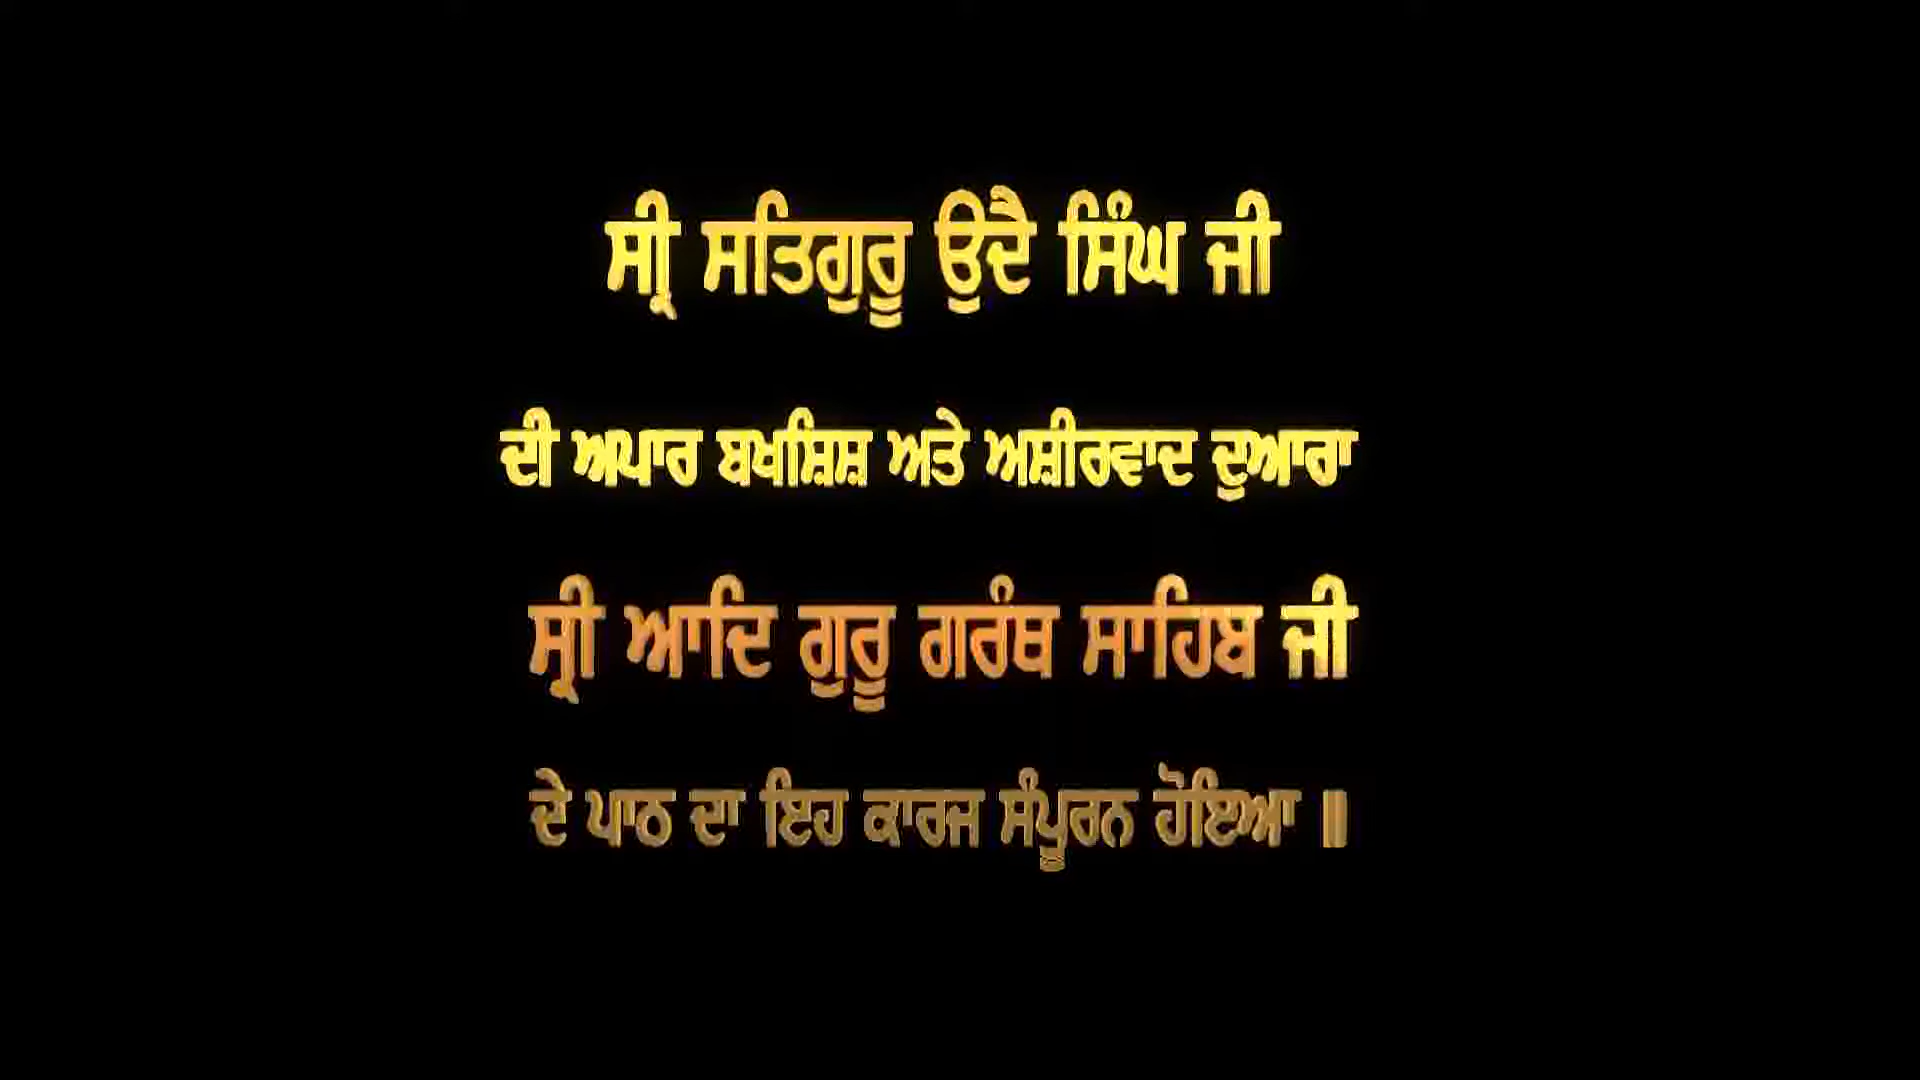 ਸ੍ਰੀ ਸਤਿਗੁਰੂ ਉਦੈ ਸਿੰਘ ਜੀ
ਦੀ ਅਪਾਰ ਬਖਸ਼ਿਸ਼ ਅਤੇ ਅਸ਼ੀਰਵਾਦ ਦੁਆਰਾ
ਸ੍ਰੀ ਆਦਿ ਗੁਰੂ ਗਰੰਥ ਸਾਹਿਬ ਜੀ
ਦੇ ਪਾਠ ਦਾ ਇਹ ਕਾਰਜ ਸੰਪੂਰਨ ਹੋਇਆ ॥